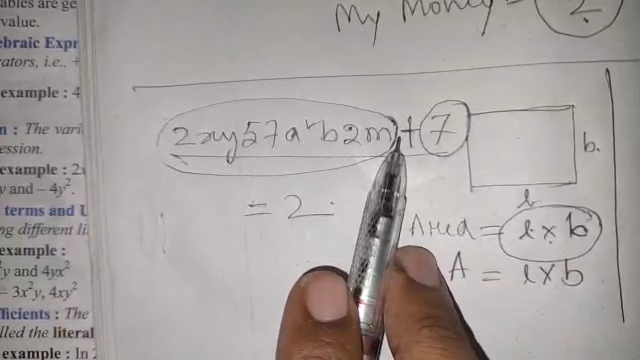 ables are ge
value.
ebraic Expr
ators, i.e., +
example : 4
n : The vari
ession.
example : 2
y and – 4y².
terms and L
ng different li
example :
y and 4yx²
– 3x²y, 4xy²
fficients : The
lled the literal
example : In 2
My Money =
2
2xy57a²b2m + 7
= 2
b.
l
Area = l × b
A = l × b